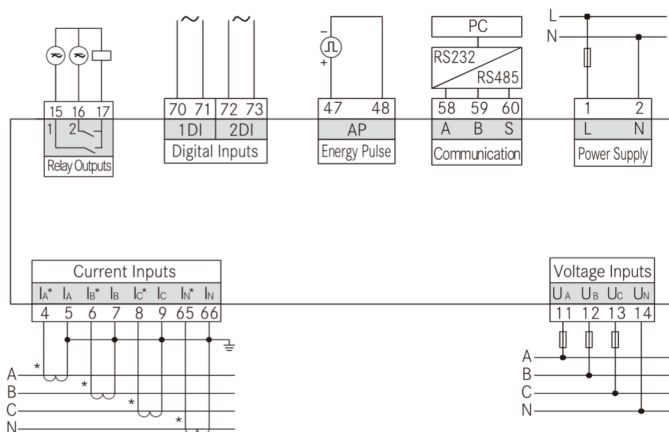 PC
RS232
RS485
L
N
15 16 17
1 2
Relay Outputs
70 71 72 73
1DI 2DI
Digital Inputs
~ ~
- +
47 48
AP
Energy Pulse
58 59 60
A B S
Communication
1 2
L N
Power Supply
Current Inputs
IA* IA IB* IB IC* IC IN* IN
4 5 6 7 8 9 65 66
* * * *
A
B
C
N
Voltage Inputs
UA UB UC UN
11 12 13 14
A
B
C
N